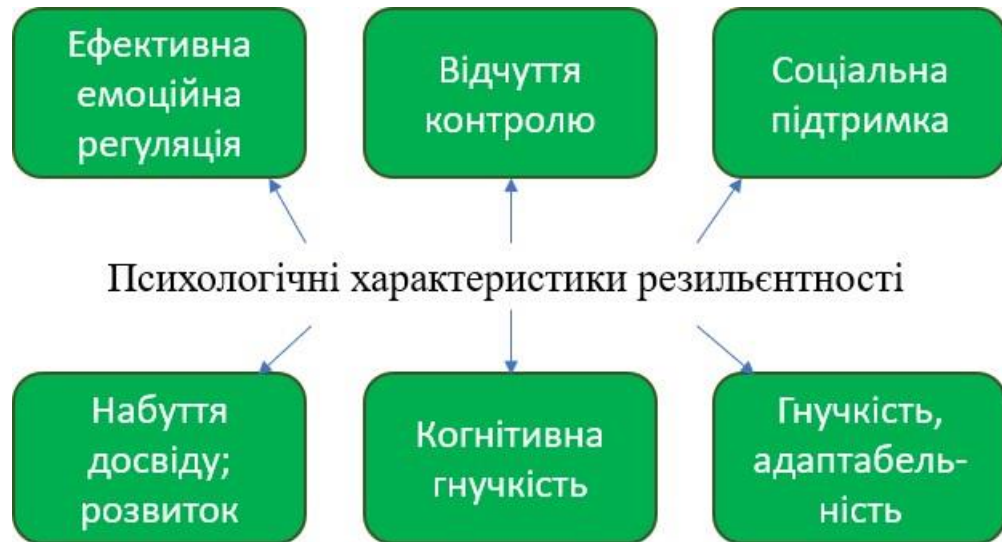 Ефективна
емоційна
регуляція
Відчуття
контролю
Соціальна
підтримка
Психологічні характеристики резильєнтності
Набуття
досвіду;
розвиток
Когнітивна
гнучкість
Гнучкість,
адаптабель-
ність